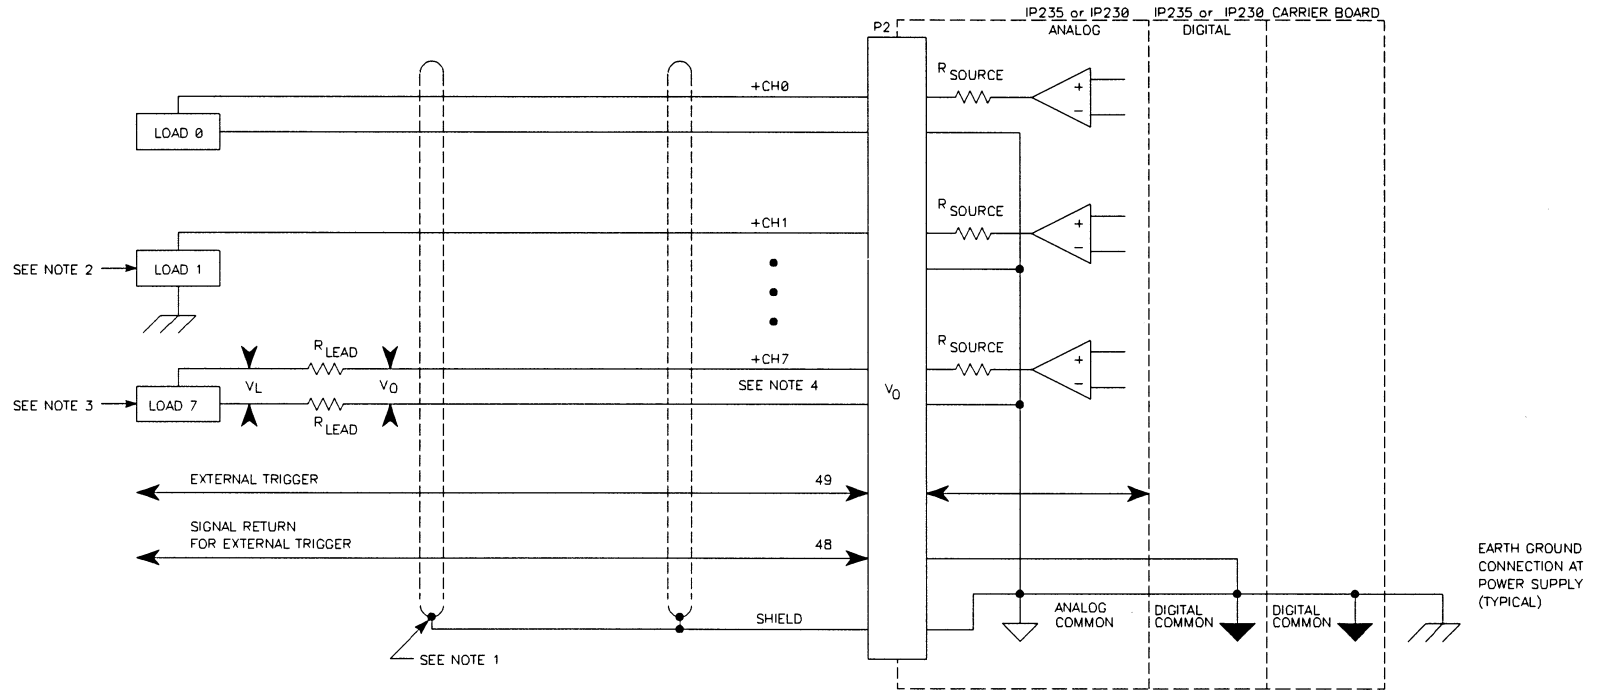 IP235 or IP230
ANALOG
IP235 or IP230
DIGITAL
CARRIER BOARD
P2
R SOURCE
+
−
+CH0
LOAD 0
R SOURCE
+
−
+CH1
SEE NOTE 2
LOAD 1
R LEAD
R SOURCE
+
−
+CH7
VL
VO
SEE NOTE 4
VO
SEE NOTE 3
LOAD 7
R LEAD
EXTERNAL TRIGGER
49
SIGNAL RETURN
FOR EXTERNAL TRIGGER
48
EARTH GROUND
CONNECTION AT
POWER SUPPLY
(TYPICAL)
SHIELD
ANALOG
COMMON
DIGITAL
COMMON
DIGITAL
COMMON
SEE NOTE 1